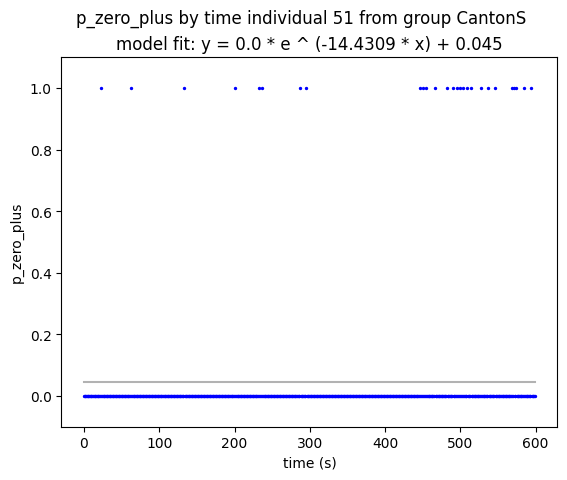 p_zero_plus by time individual 51 from group CantonS
model fit: y = 0.0 * e ^ (-14.4309 * x) + 0.045
1.0
0.8
0.6
0.4
0.2
0.0
p_zero_plus
0 100 200 300 400 500 600
time (s)